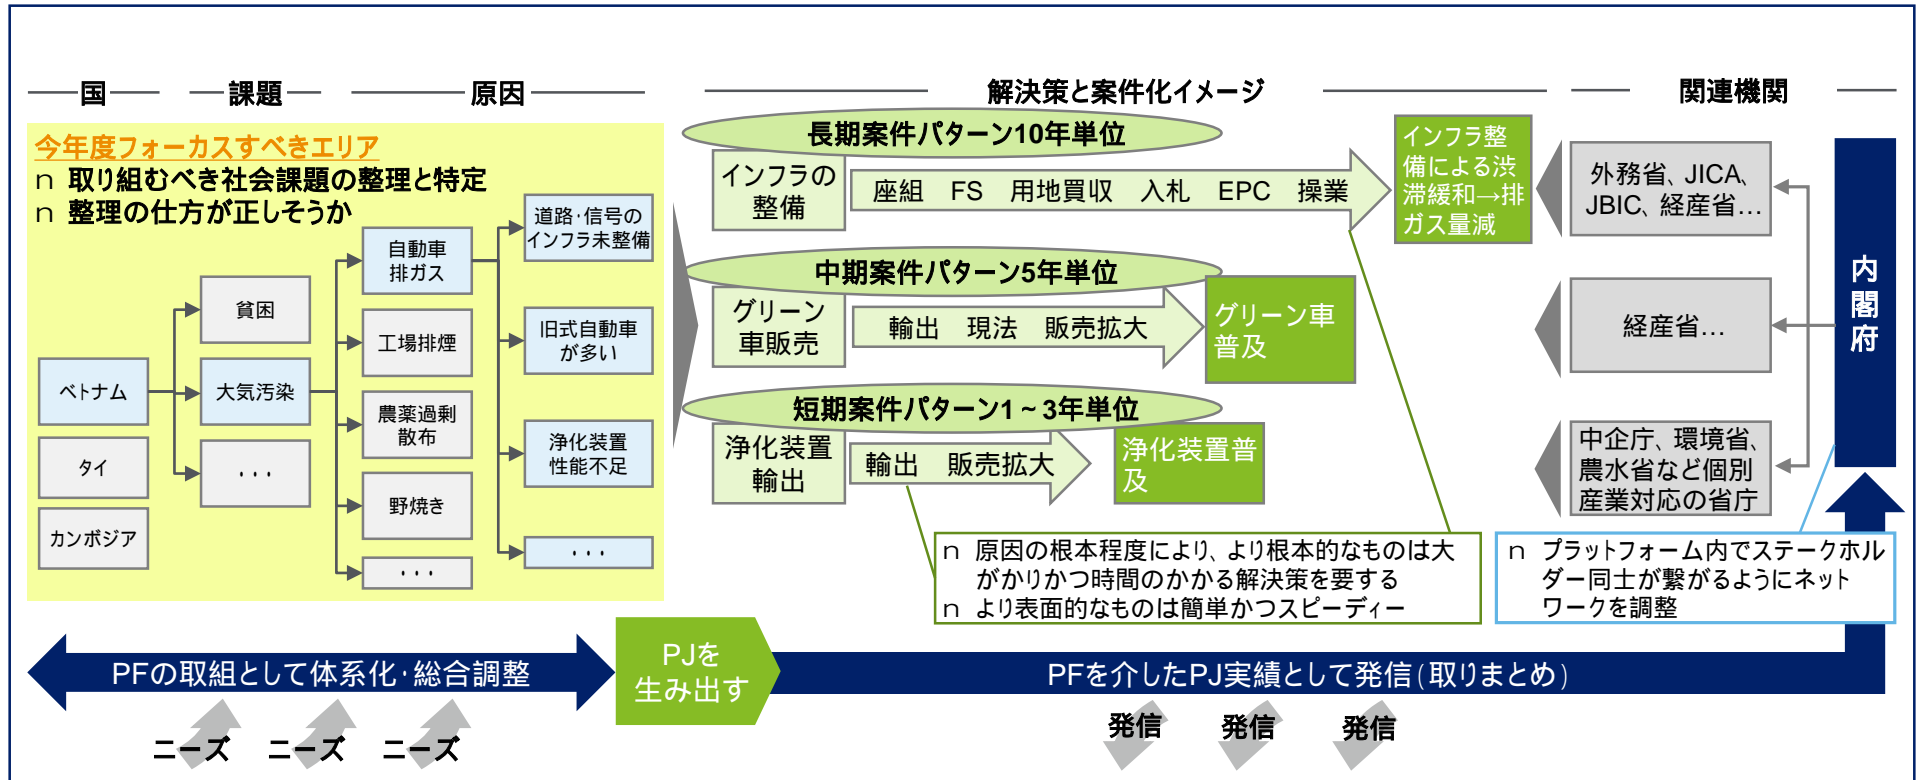 国
課題
原因
解決策と案件化イメージ
関連機関
今年度フォーカスすべきエリア
n 取り組むべき社会課題の整理と特定
n 整理の仕方が正しそうか
ベトナム
タイ
カンボジア
貧困
大気汚染
・・・
自動車
排ガス
工場排煙
農薬過剰
散布
野焼き
・・・
道路・信号の
インフラ未整備
旧式自動車
が多い
浄化装置
性能不足
・・・
長期案件パターン10年単位
インフラの
整備
座組 FS 用地買収 入札 EPC 操業
インフラ整
備による渋
滞緩和→排
ガス量減
中期案件パターン5年単位
グリーン
車販売
輸出 現法 販売拡大
グリーン車
普及
短期案件パターン1~3年単位
浄化装置
輸出
輸出 販売拡大
浄化装置普
及
外務省、JICA、
JBIC、経産省…
経産省…
中企庁、環境省、
農水省など個別
産業対応の省庁
内閣府
n 原因の根本程度により、より根本的なものは大
がかりかつ時間のかかる解決策を要する
n より表面的なものは簡単かつスピーディー
n プラットフォーム内でステークホル
ダー同士が繋がるようにネット
ワークを調整
PFの取組として体系化・総合調整
PJを
生み出す
PFを介したPJ実績として発信(取りまとめ)
ニーズ ニーズ ニーズ
発信 発信 発信